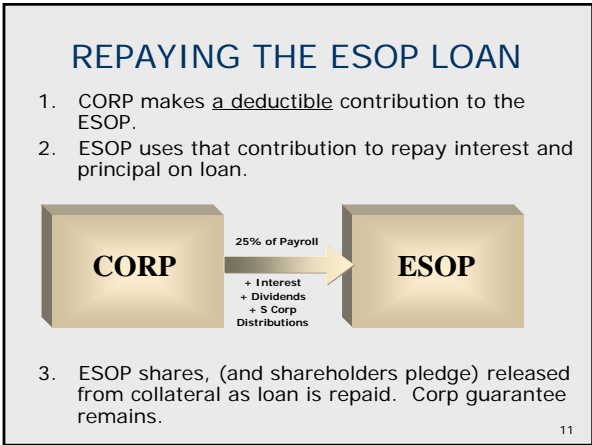 REPAYING THE ESOP LOAN
1. CORP makes a deductible contribution to the
ESOP.
2. ESOP uses that contribution to repay interest and
principal on loan.
CORP
25% of Payroll
+ Interest
+ Dividends
+ S Corp
Distributions
ESOP
3. ESOP shares, (and shareholders pledge) released
from collateral as loan is repaid. Corp guarantee
remains.
11